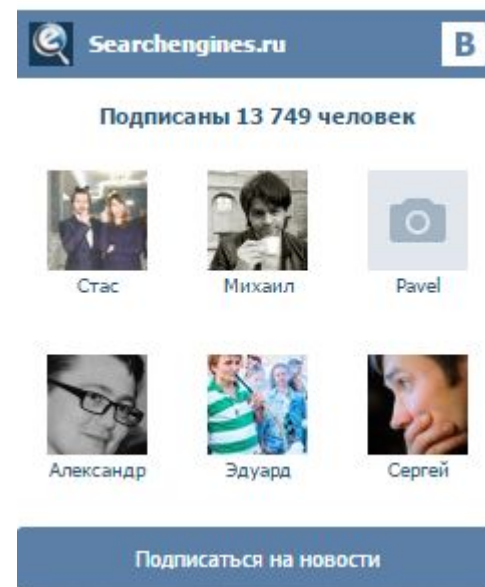 Searchengines.ru
B
Подписаны 13 749 человек
Стас Михаил Pavel
Александр Эдуард Сергей
Подписаться на новости